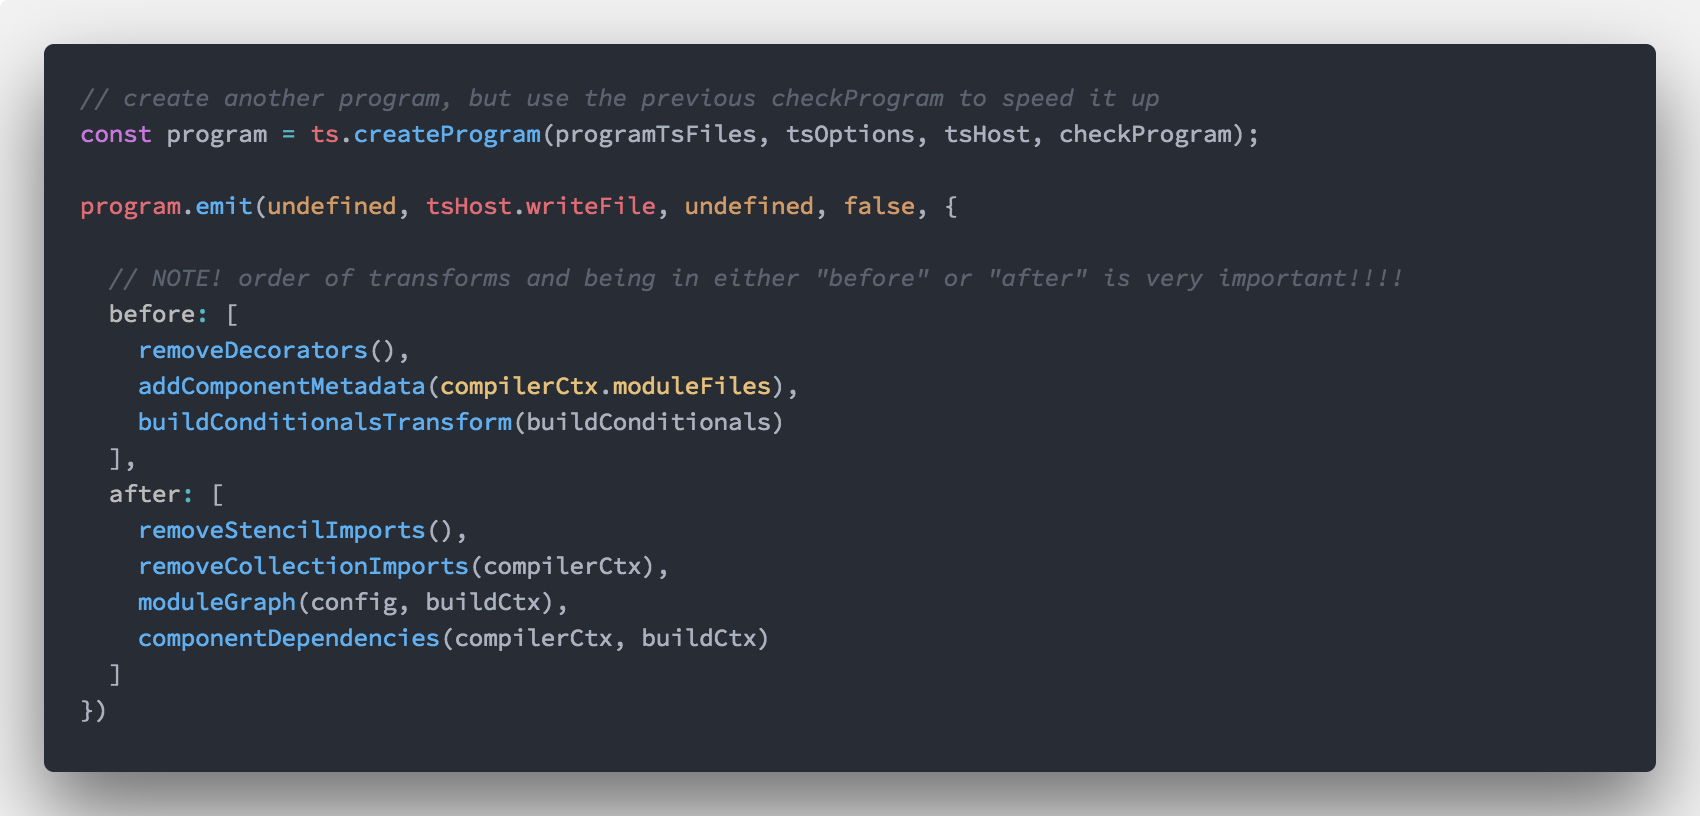 // create another program, but use the previous checkProgram to speed it up
const program = ts.createProgram(programTsFiles, tsOptions, tsHost, checkProgram);

program.emit(undefined, tsHost.writeFile, undefined, false, {

  // NOTE! order of transforms and being in either "before" or "after" is very important!!!!
  before: [
    removeDecorators(),
    addComponentMetadata(compilerCtx.moduleFiles),
    buildConditionalsTransform(buildConditionals)
  ],
  after: [
    removeStencilImports(),
    removeCollectionImports(compilerCtx),
    moduleGraph(config, buildCtx),
    componentDependencies(compilerCtx, buildCtx)
  ]
})